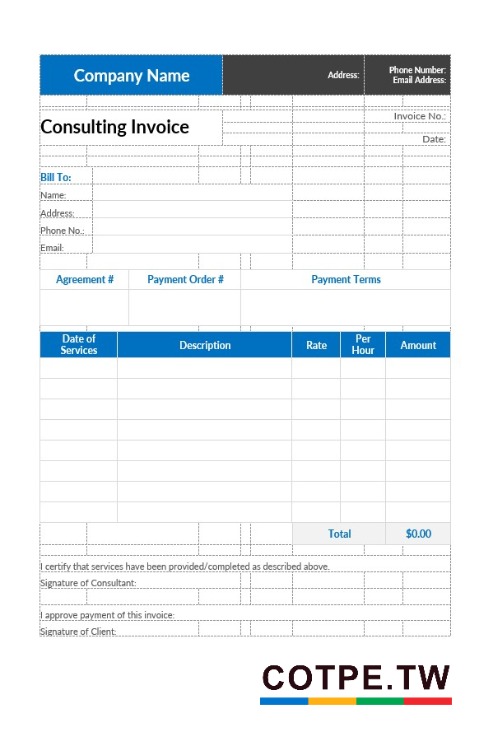 Company Name
Address:
Phone Number:
Email Address:
Invoice No.:
Consulting Invoice
Date:
Bill To:
Name:
Address:
Phone No.:
Email:
Agreement # Payment Order # Payment Terms
Date of Services Description Rate Per Hour Amount
Total $0.00
I certify that services have been provided/completed as described above.
Signature of Consultant:
I approve payment of this invoice:
Signature of Client:
COTPE.TW